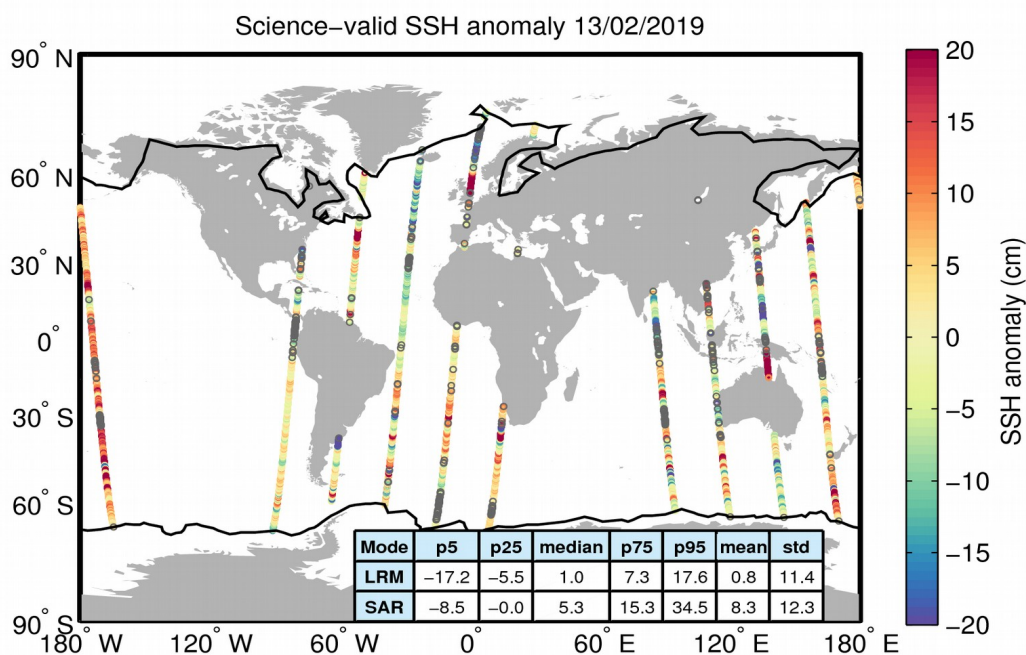 Science−valid SSH anomaly 13/02/2019
90° N
60° N
30° N
0°
30° S
60° S
90° S
180° W
120° W
60° W
0°
60° E
120° E
180° E
20
15
10
5
0
−5
−10
−15
−20
SSH anomaly (cm)
Mode p5 p25 median p75 p95 mean std
LRM −17.2 −5.5 1.0 7.3 17.6 0.8 11.4
SAR −8.5 −0.0 5.3 15.3 34.5 8.3 12.3